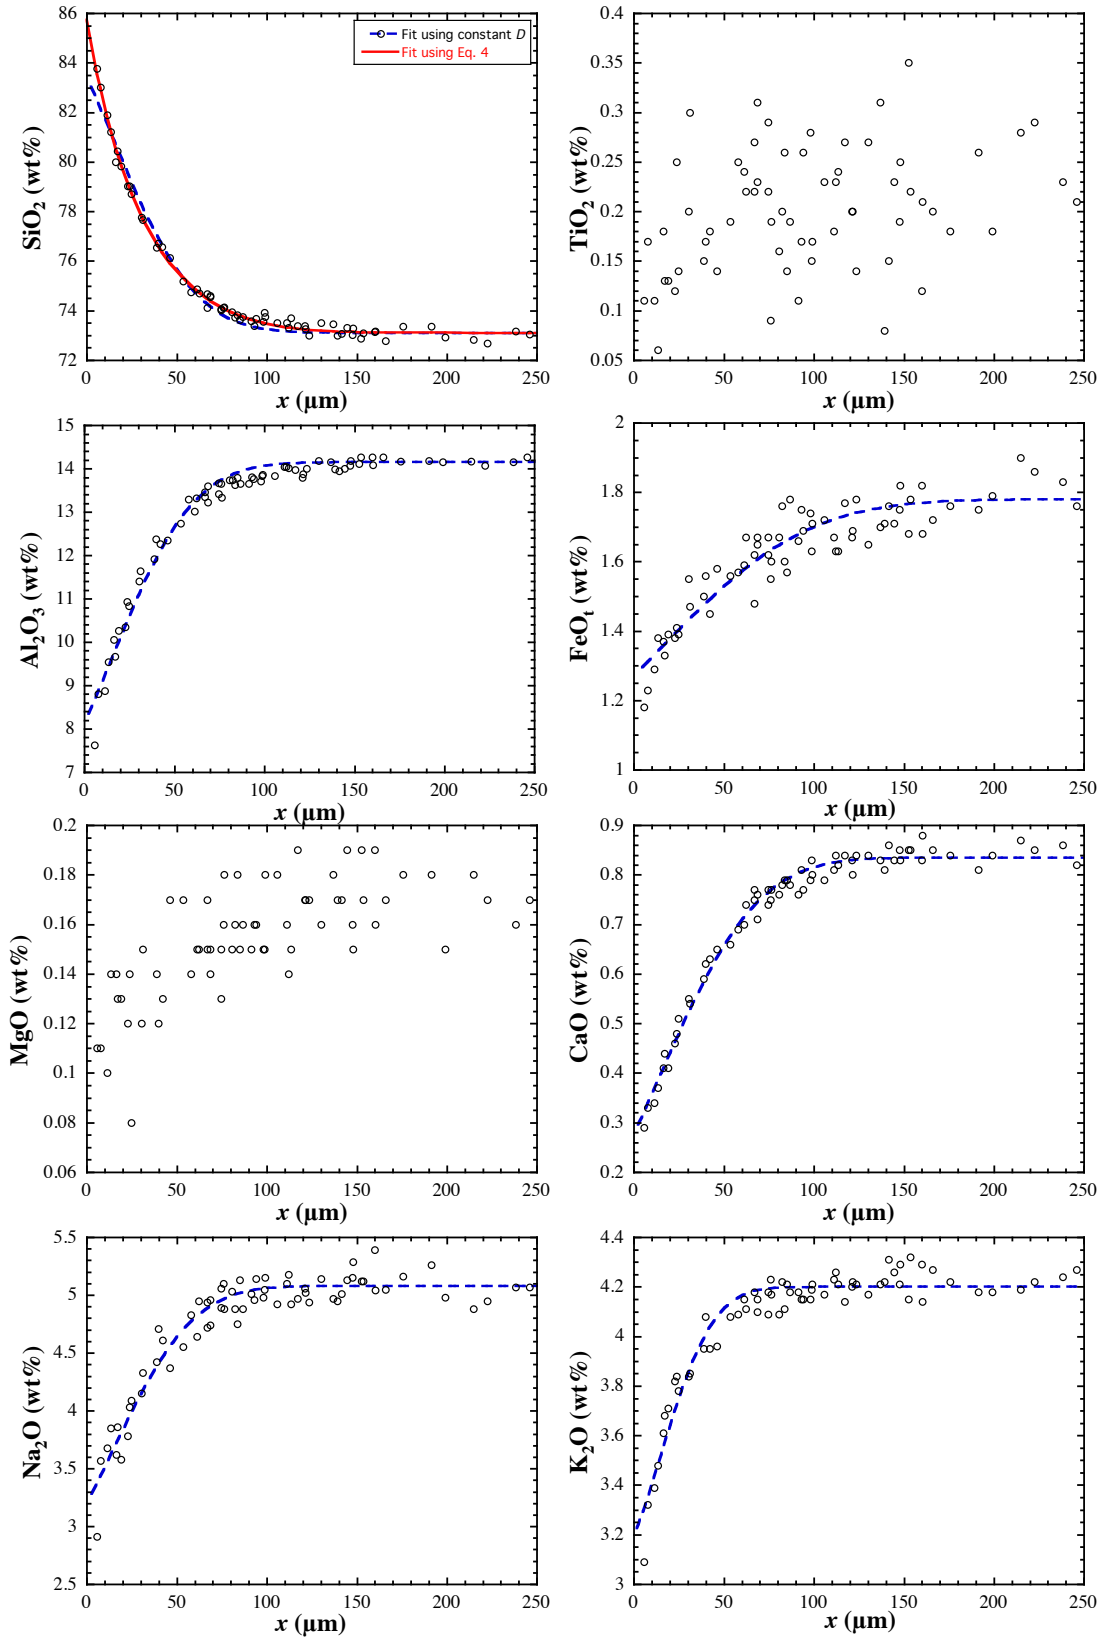 86
84
82
80
78
76
74
72
SiO2 (wt%)
Fit using constant D
Fit using Eq. 4
0 50 100 150 200 250
x (µm)
0.4
0.35
0.3
0.25
0.2
0.15
0.1
0.05
TiO2 (wt%)
0 50 100 150 200 250
x (µm)
15
14
13
12
11
10
9
8
7
Al2O3 (wt%)
0 50 100 150 200 250
x (µm)
2
1.8
1.6
1.4
1.2
1
FeOt (wt%)
0 50 100 150 200 250
x (µm)
0.2
0.18
0.16
0.14
0.12
0.1
0.08
0.06
MgO (wt%)
0 50 100 150 200 250
x (µm)
0.9
0.8
0.7
0.6
0.5
0.4
0.3
0.2
CaO (wt%)
0 50 100 150 200 250
x (µm)
5.5
5
4.5
4
3.5
3
2.5
Na2O (wt%)
0 50 100 150 200 250
x (µm)
4.4
4.2
4
3.8
3.6
3.4
3.2
3
K2O (wt%)
0 50 100 150 200 250
x (µm)